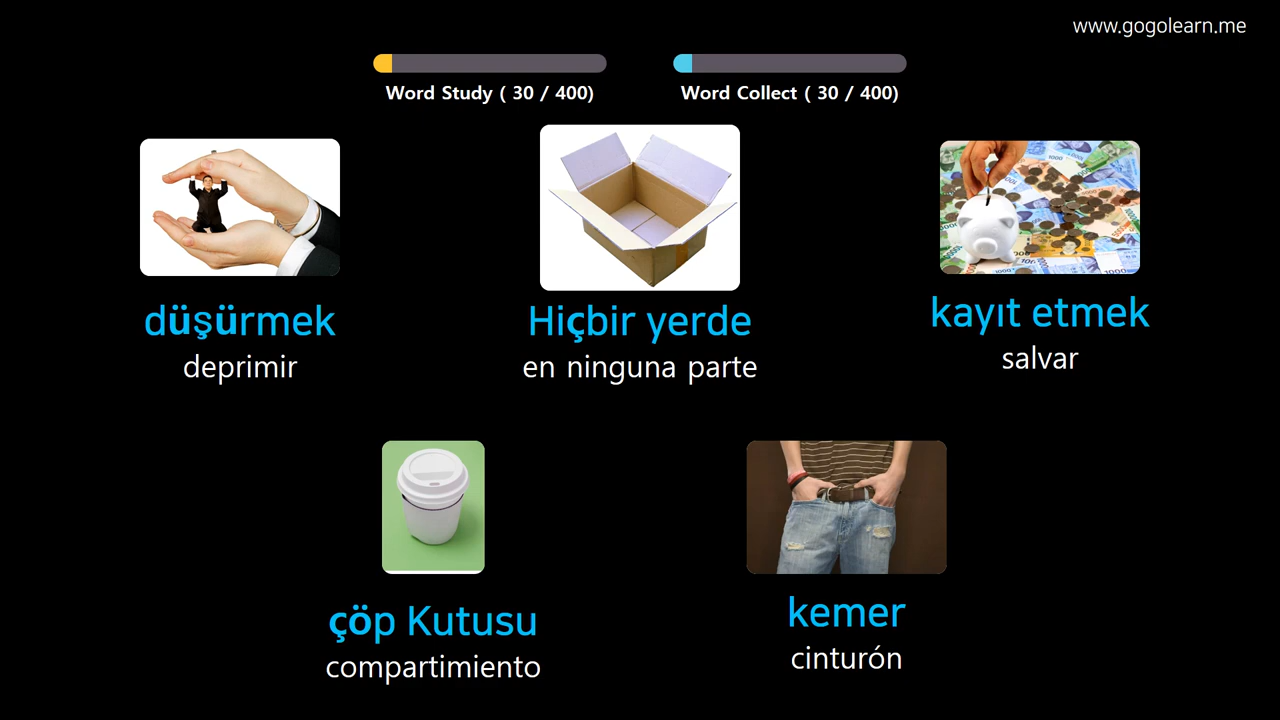 www.gogolearn.me
Word Study ( 30 / 400)
Word Collect ( 30 / 400)
düşürmek
deprimir
Hiçbir yerde
en ninguna parte
kayıt etmek
salvar
çöp Kutusu
compartimiento
kemer
cinturón